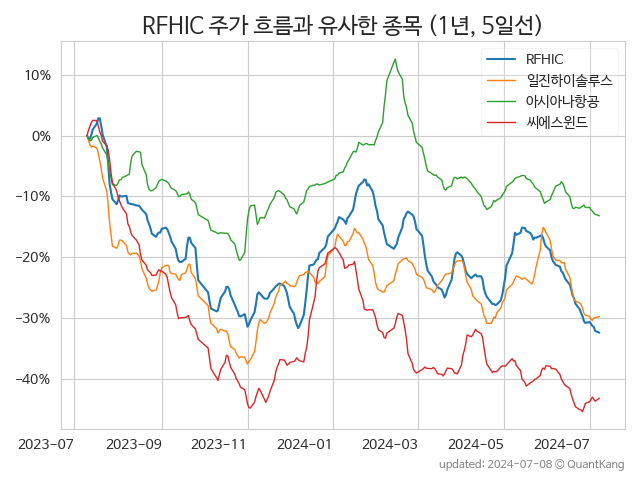 RFHIC 주가 흐름과 유사한 종목 (1년, 5일선)
RFHIC
일진하이솔루스
아시아나항공
씨에스윈드
10%
0%
−10%
−20%
−30%
−40%
2023-07 2023-09 2023-11 2024-01 2024-03 2024-05 2024-07
updated: 2024-07-08 © QuantKang